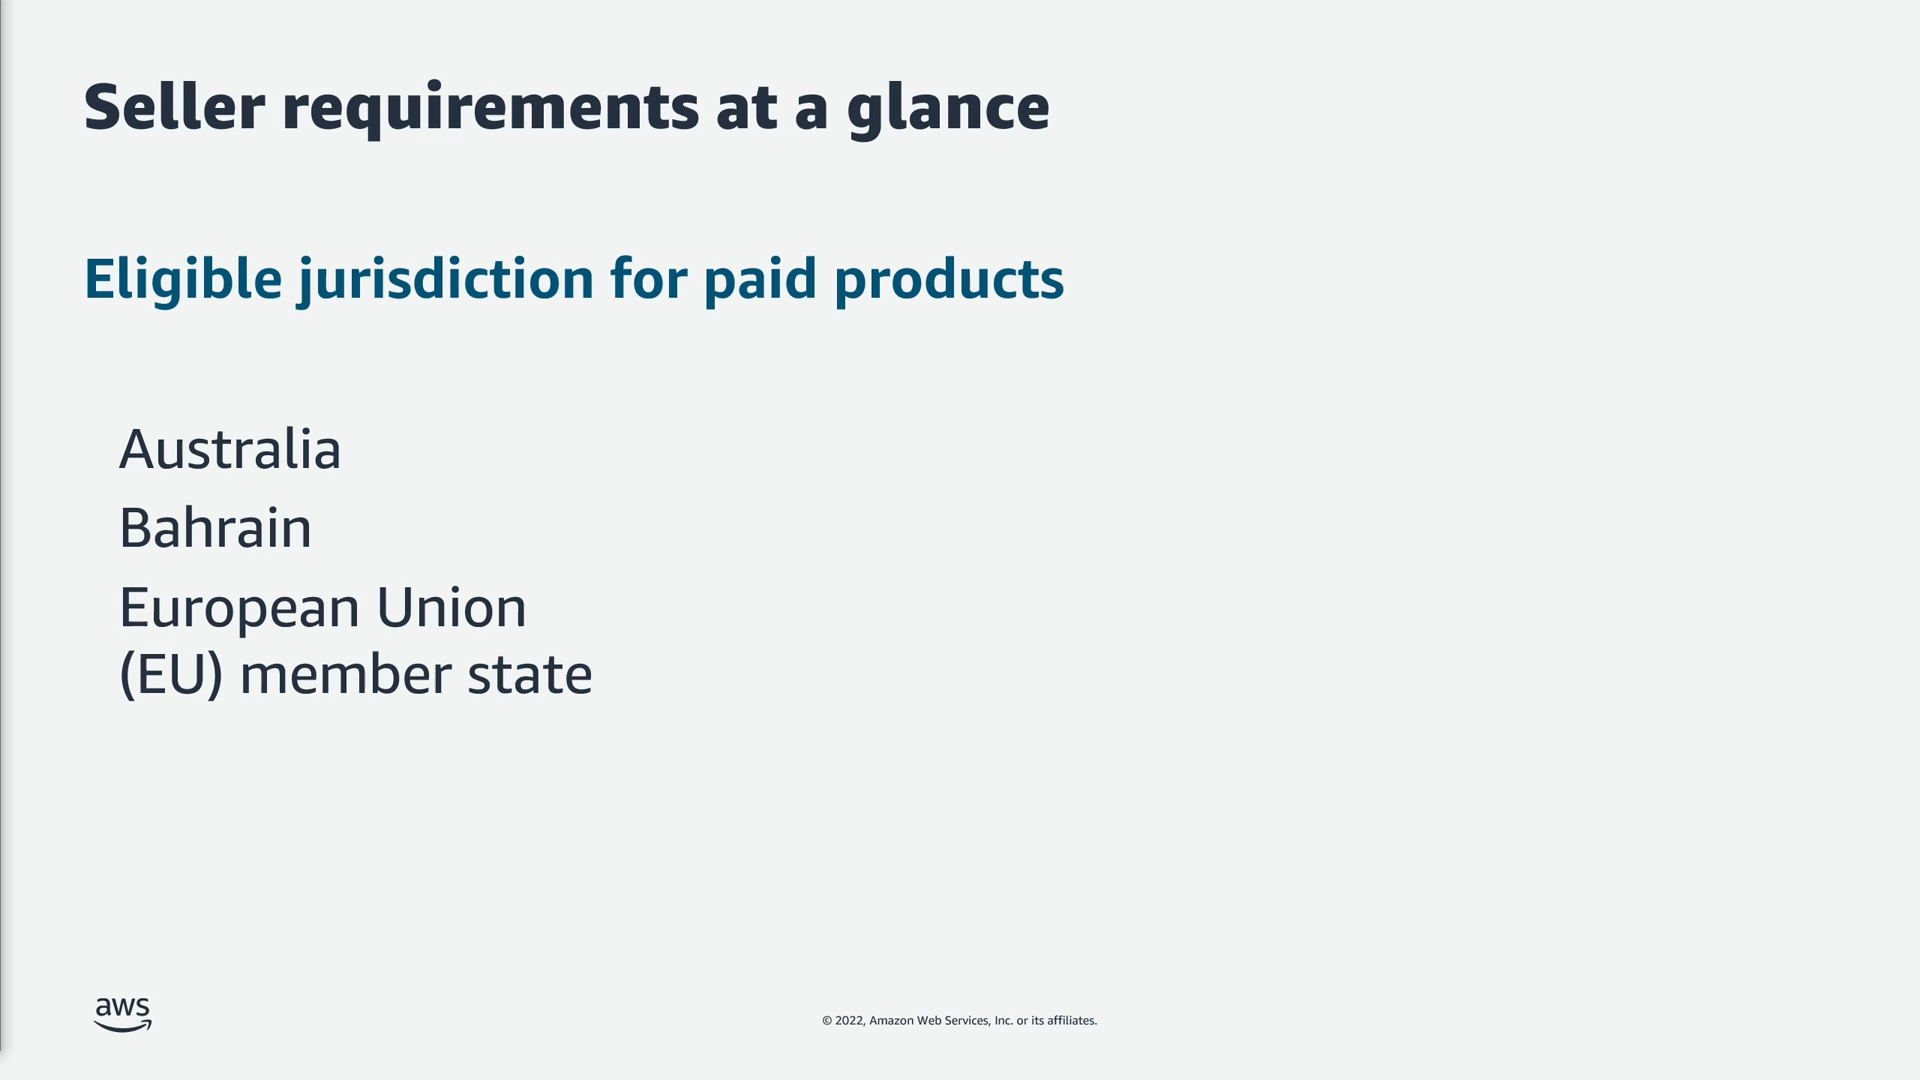 Seller requirements at a glance
Eligible jurisdiction for paid products
Australia
Bahrain
European Union
(EU) member state
aws
© 2022, Amazon Web Services, Inc. or its affiliates.